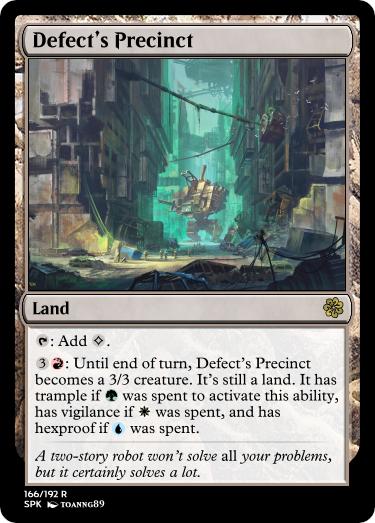 Defect's Precinct
Land
: Add .
3 : Until end of turn, Defect's Precinct
becomes a 3/3 creature. It's still a land. It has
trample if was spent to activate this ability,
has vigilance if was spent, and has
hexproof if was spent.
A two-story robot won't solve all your problems,
but it certainly solves a lot.
166/192 R
SPK TOANNG89